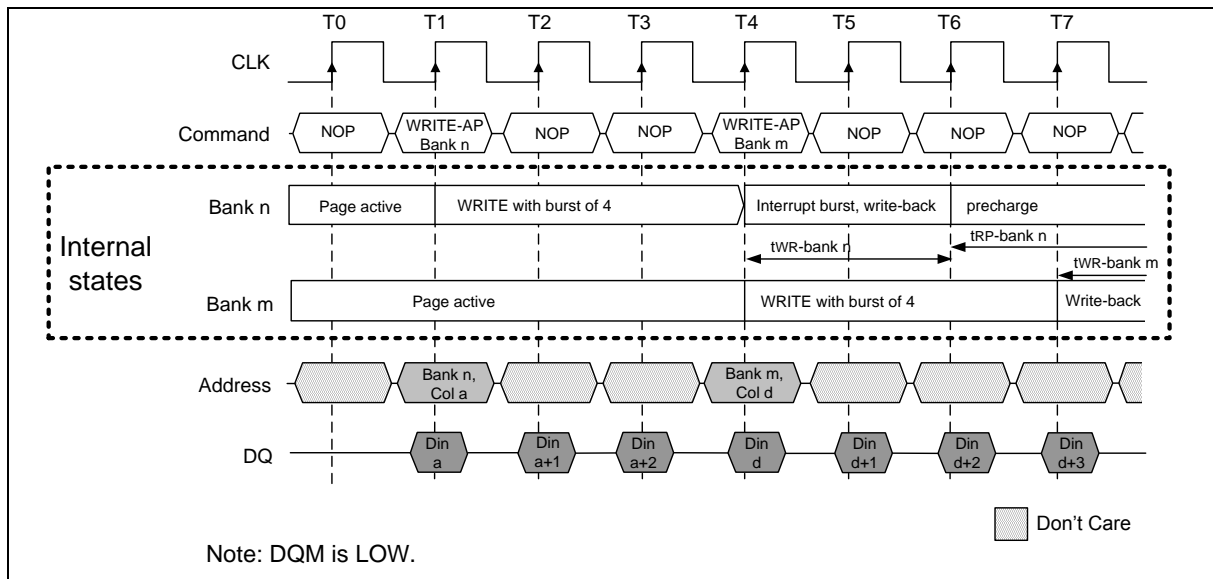 T0 T1 T2 T3 T4 T5 T6 T7
CLK
Command NOP WRITE-AP Bank n NOP NOP WRITE-AP Bank m NOP NOP NOP
Internal states
Bank n Page active WRITE with burst of 4 Interrupt burst, write-back precharge
tWR-bank n tRP-bank n
tWR-bank m
Bank m Page active WRITE with burst of 4 Write-back
Address Bank n, Col a Bank m, Col d
DQ Din a Din a+1 Din a+2 Din d Din d+1 Din d+2 Din d+3
Don't Care
Note: DQM is LOW.